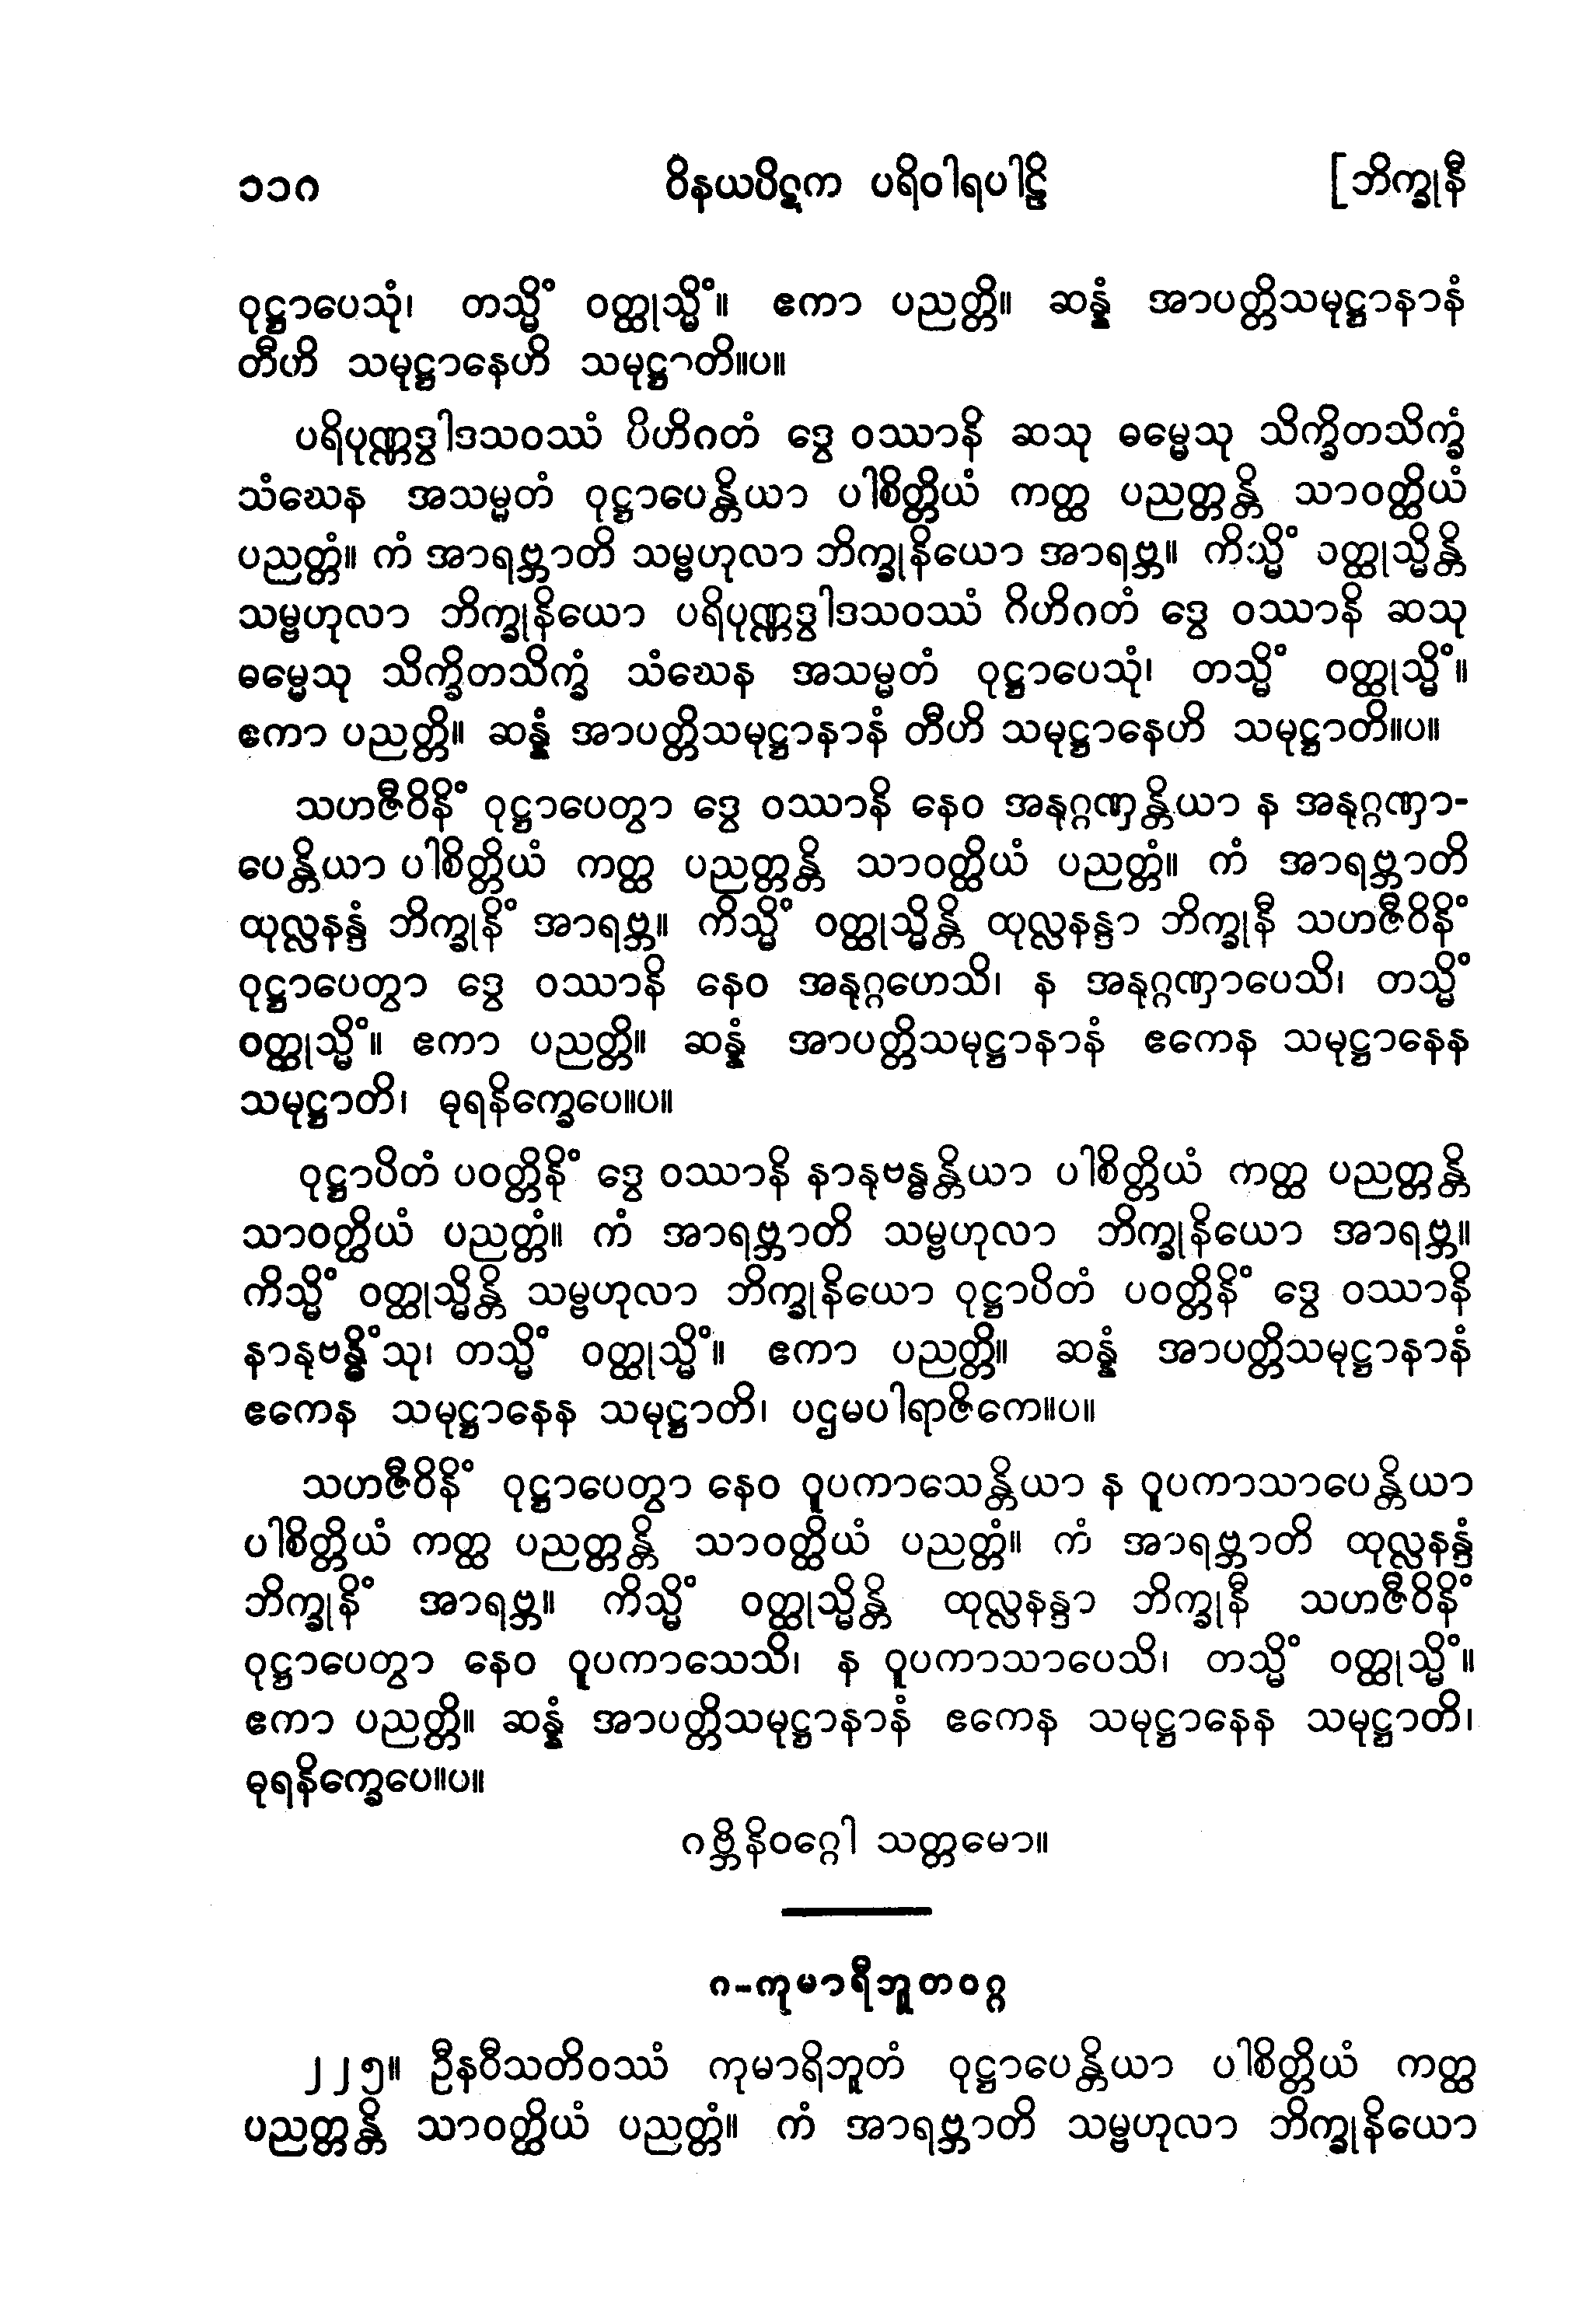 ၁၁ဂ ဝိနယပိဋက ပရိဝါရပါဠိ [ဘိက္ခုနီ
ဝုဋ္ဌာပေသုံ၊ တသ္မိံ ဝတ္ထုသ္မိံ။ ဧကာ ပညတ္တိ။ ဆန္နံ အာပတ္တိသမုဋ္ဌာနာနံ
တီဟိ သမုဋ္ဌာနေဟိ သမုဋ္ဌာတိ။ပ။
ပရိပုဏ္ဏဒွါဒသဝဿံ ပိဟိဂတံ ဒွေ ဝဿာနိ ဆသု ဓမ္မေသု သိက္ခိတသိက္ခံ
သံဃေန အသမ္မတံ ဝုဋ္ဌာပေန္တိယာ ပါစိတ္တိယံ ကတ္ထ ပညတ္တန္တိ သာဝတ္ထိယံ
ပညတ္တံ။ ကံ အာရဗ္ဘာတိ သမ္ဗဟုလာ ဘိက္ခုနိယော အာရဗ္ဘ။ ကိသ္မိံ ဝတ္ထုသ္မိန္တိ
သမ္ဗဟုလာ ဘိက္ခုနိယော ပရိပုဏ္ဏဒွါဒသဝဿံ ဂိဟိဂတံ ဒွေ ဝဿာနိ ဆသု
ဓမ္မေသု သိက္ခိတသိက္ခံ သံဃေန အသမ္မတံ ဝုဋ္ဌာပေသုံ၊ တသ္မိံ ဝတ္ထုသ္မိံ။
ဧကာ ပညတ္တိ။ ဆန္နံ အာပတ္တိသမုဋ္ဌာနာနံ တီဟိ သမုဋ္ဌာနေဟိ သမုဋ္ဌာတိ။ပ။
သဟဇီဝိနိံ ဝုဋ္ဌာပေတွာ ဒွေ ဝဿာနိ နေဝ အနုဂ္ဂဏှန္တိယာ န အနုဂ္ဂဏှာ-
ပေန္တိယာ ပါစိတ္တိယံ ကတ္ထ ပညတ္တန္တိ သာဝတ္ထိယံ ပညတ္တံ။ ကံ အာရဗ္ဘာတိ
ထုလ္လနန္ဒံ ဘိက္ခုနိံ အာရဗ္ဘ။ ကိသ္မိံ ဝတ္ထုသ္မိန္တိ ထုလ္လနန္ဒာ ဘိက္ခုနီ သဟဇီဝိနိံ
ဝုဋ္ဌာပေတွာ ဒွေ ဝဿာနိ နေဝ အနုဂ္ဂဟေသိ၊ န အနုဂ္ဂဏှာပေသိ၊ တသ္မိံ
ဝတ္ထုသ္မိံ။ ဧကာ ပညတ္တိ။ ဆန္နံ အာပတ္တိသမုဋ္ဌာနာနံ ဧကေန သမုဋ္ဌာနေန
သမုဋ္ဌာတိ၊ ဓုရနိက္ခေပေ။ပ။
ဝုဋ္ဌာပိတံ ပဝတ္တိနိံ ဒွေ ဝဿာနိ နာနုဗန္ဓန္တိယာ ပါစိတ္တိယံ ကတ္ထ ပညတ္တန္တိ
သာဝတ္ထိယံ ပညတ္တံ။ ကံ အာရဗ္ဘာတိ သမ္ဗဟုလာ ဘိက္ခုနိယော အာရဗ္ဘ။
ကိသ္မိံ ဝတ္ထုသ္မိန္တိ သမ္ဗဟုလာ ဘိက္ခုနိယော ဝုဋ္ဌာပိတံ ပဝတ္တိနိံ ဒွေ ဝဿာနိ
နာနုဗန္ဓိံသု၊ တသ္မိံ ဝတ္ထုသ္မိံ။ ဧကာ ပညတ္တိ။ ဆန္နံ အာပတ္တိသမုဋ္ဌာနာနံ
ဧကေန သမုဋ္ဌာနေန သမုဋ္ဌာတိ၊ ပဌမပါရာဇိကေ။ပ။
သဟဇီဝိနိံ ဝုဋ္ဌာပေတွာ နေဝ ဝူပကာသေန္တိယာ န ဝူပကာသာပေန္တိယာ
ပါစိတ္တိယံ ကတ္ထ ပညတ္တန္တိ သာဝတ္ထိယံ ပညတ္တံ။ ကံ အာရဗ္ဘာတိ ထုလ္လနန္ဒံ
ဘိက္ခုနိံ အာရဗ္ဘ။ ကိသ္မိံ ဝတ္ထုသ္မိန္တိ ထုလ္လနန္ဒာ ဘိက္ခုနီ သဟဇီဝိနိံ
ဝုဋ္ဌာပေတွာ နေဝ ဝူပကာသေသိ၊ န ဝူပကာသာပေသိ၊ တသ္မိံ ဝတ္ထုသ္မိံ။
ဧကာ ပညတ္တိ။ ဆန္နံ အာပတ္တိသမုဋ္ဌာနာနံ ဧကေန သမုဋ္ဌာနေန သမုဋ္ဌာတိ၊
ဓုရနိက္ခေပေ။ပ။
ဂဗ္ဘိနိဝဂ္ဂေါ သတ္တမော။
ဂ-ကုမာရီဘူတဝဂ္ဂ
၂၂၅။ ဦနဝီသတိဝဿံ ကုမာရိဘူတံ ဝုဋ္ဌာပေန္တိယာ ပါစိတ္တိယံ ကတ္ထ
ပညတ္တန္တိ သာဝတ္ထိယံ ပညတ္တံ။ ကံ အာရဗ္ဘာတိ သမ္ဗဟုလာ ဘိက္ခုနိယော